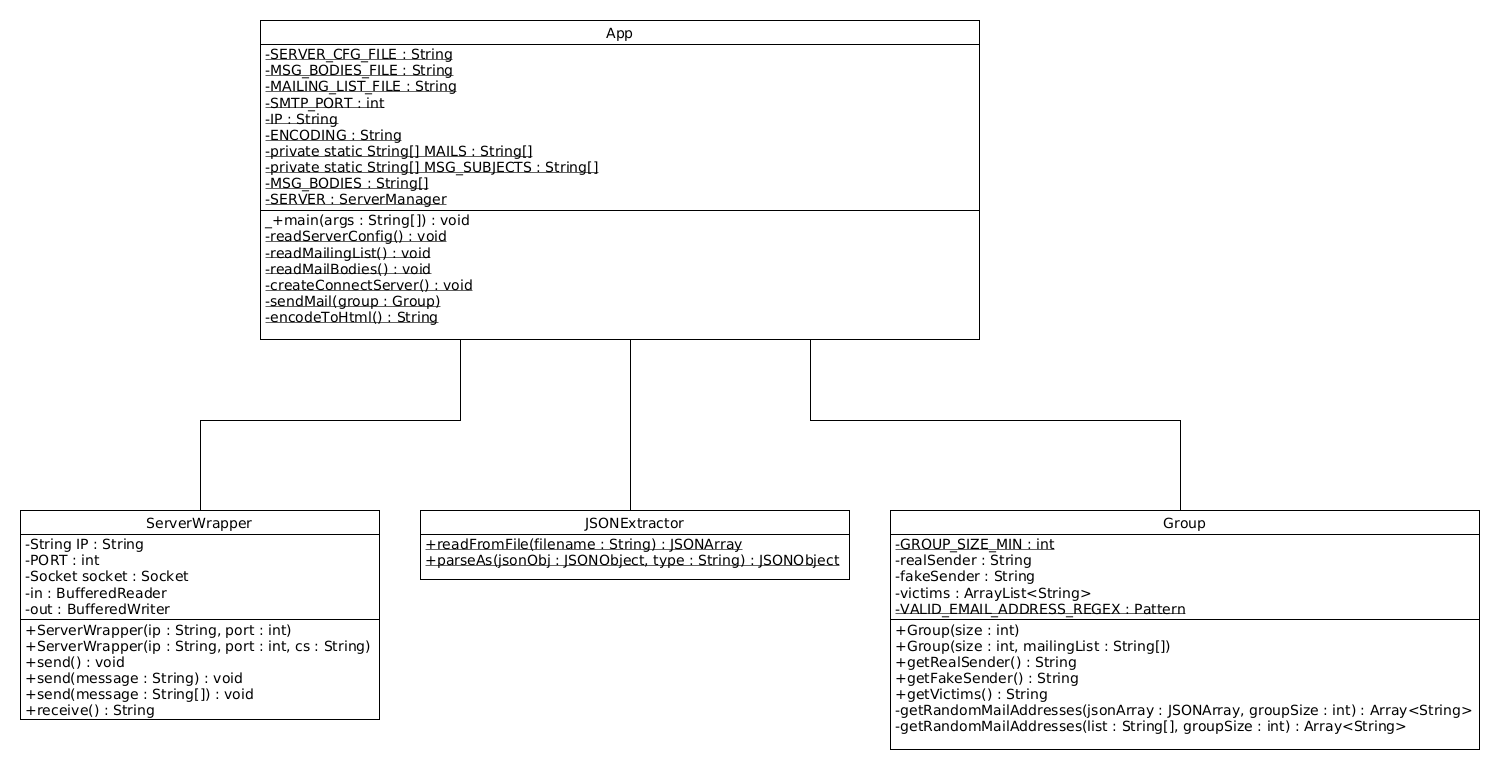 App
-SERVER_CFG_FILE : String
-MSG_BODIES_FILE : String
-MAILING_LIST_FILE : String
-SMTP_PORT : int
-IP : String
-ENCODING : String
-private static String[] MAILS : String[]
-private static String[] MSG_SUBJECTS : String[]
-MSG_BODIES : String[]
-SERVER : ServerManager
_+main(args : String[]) : void
-readServerConfig() : void
-readMailingList() : void
-readMailBodies() : void
-createConnectServer() : void
-sendMail(group : Group)
-encodeToHtml() : String
ServerWrapper
-String IP : String
-PORT : int
-Socket socket : Socket
-in : BufferedReader
-out : BufferedWriter
+ServerWrapper(ip : String, port : int)
+ServerWrapper(ip : String, port : int, cs : String)
+send() : void
+send(message : String) : void
+send(message : String[]) : void
+receive() : String
JSONExtractor
+readFromFile(filename : String) : JSONArray
+parseAs(jsonObj : JSONObject, type : String) : JSONObject
Group
-GROUP_SIZE_MIN : int
-realSender : String
-fakeSender : String
-victims : ArrayList<String>
-VALID_EMAIL_ADDRESS_REGEX : Pattern
+Group(size : int)
+Group(size : int, mailingList : String[])
+getRealSender() : String
+getFakeSender() : String
+getVictims() : String
-getRandomMailAddresses(jsonArray : JSONArray, groupSize : int) : Array<String>
-getRandomMailAddresses(list : String[], groupSize : int) : Array<String>